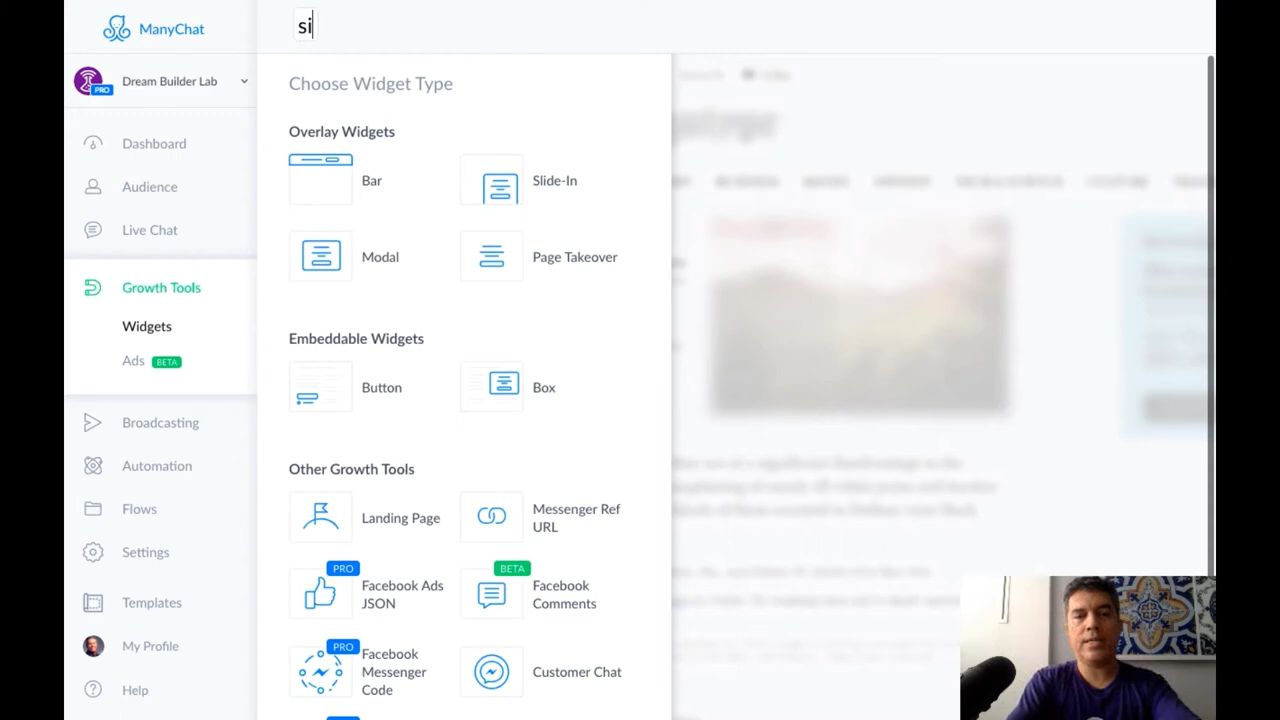 si
ManyChat
Dream Builder Lab
PRO
Dashboard
Audience
Live Chat
Growth Tools
Widgets
Ads BETA
Broadcasting
Automation
Flows
Settings
Templates
My Profile
Help
Choose Widget Type
Overlay Widgets
Bar
Slide-In
Modal
Page Takeover
Embeddable Widgets
Button
Box
Other Growth Tools
Landing Page
Messenger Ref
URL
PRO
Facebook Ads
JSON
BETA
Facebook
Comments
PRO
Facebook
Messenger
Code
Customer Chat